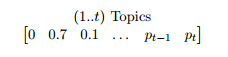 (1..t) Topics
[0 0.7 0.1 ... p_{t-1} p_t]